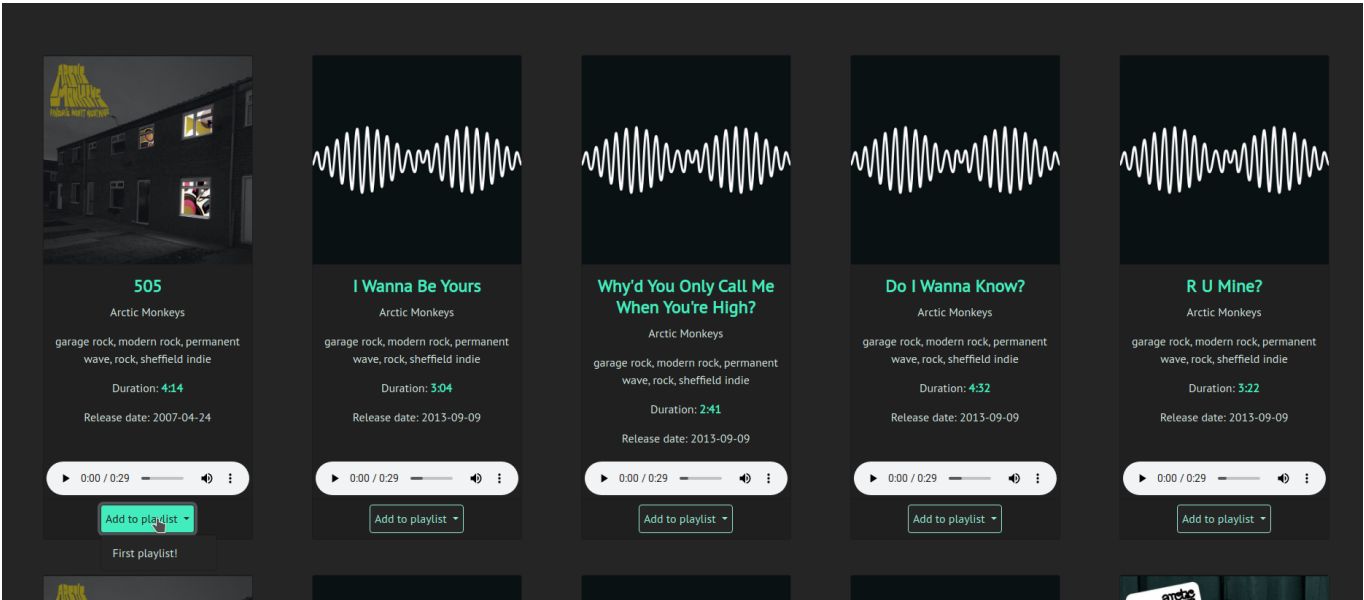 ARCTIC
MONKEYS
505
Arctic Monkeys
garage rock, modern rock, permanent
wave, rock, sheffield indie
Duration: 4:14
Release date: 2007-04-24
0:00 / 0:29
Add to playlist
First playlist!
I Wanna Be Yours
Arctic Monkeys
garage rock, modern rock, permanent
wave, rock, sheffield indie
Duration: 3:04
Release date: 2013-09-09
0:00 / 0:29
Add to playlist
Why'd You Only Call Me
When You're High?
Arctic Monkeys
garage rock, modern rock, permanent
wave, rock, sheffield indie
Duration: 2:41
Release date: 2013-09-09
0:00 / 0:29
Add to playlist
Do I Wanna Know?
Arctic Monkeys
garage rock, modern rock, permanent
wave, rock, sheffield indie
Duration: 4:32
Release date: 2013-09-09
0:00 / 0:29
Add to playlist
R U Mine?
Arctic Monkeys
garage rock, modern rock, permanent
wave, rock, sheffield indie
Duration: 3:22
Release date: 2013-09-09
0:00 / 0:29
Add to playlist